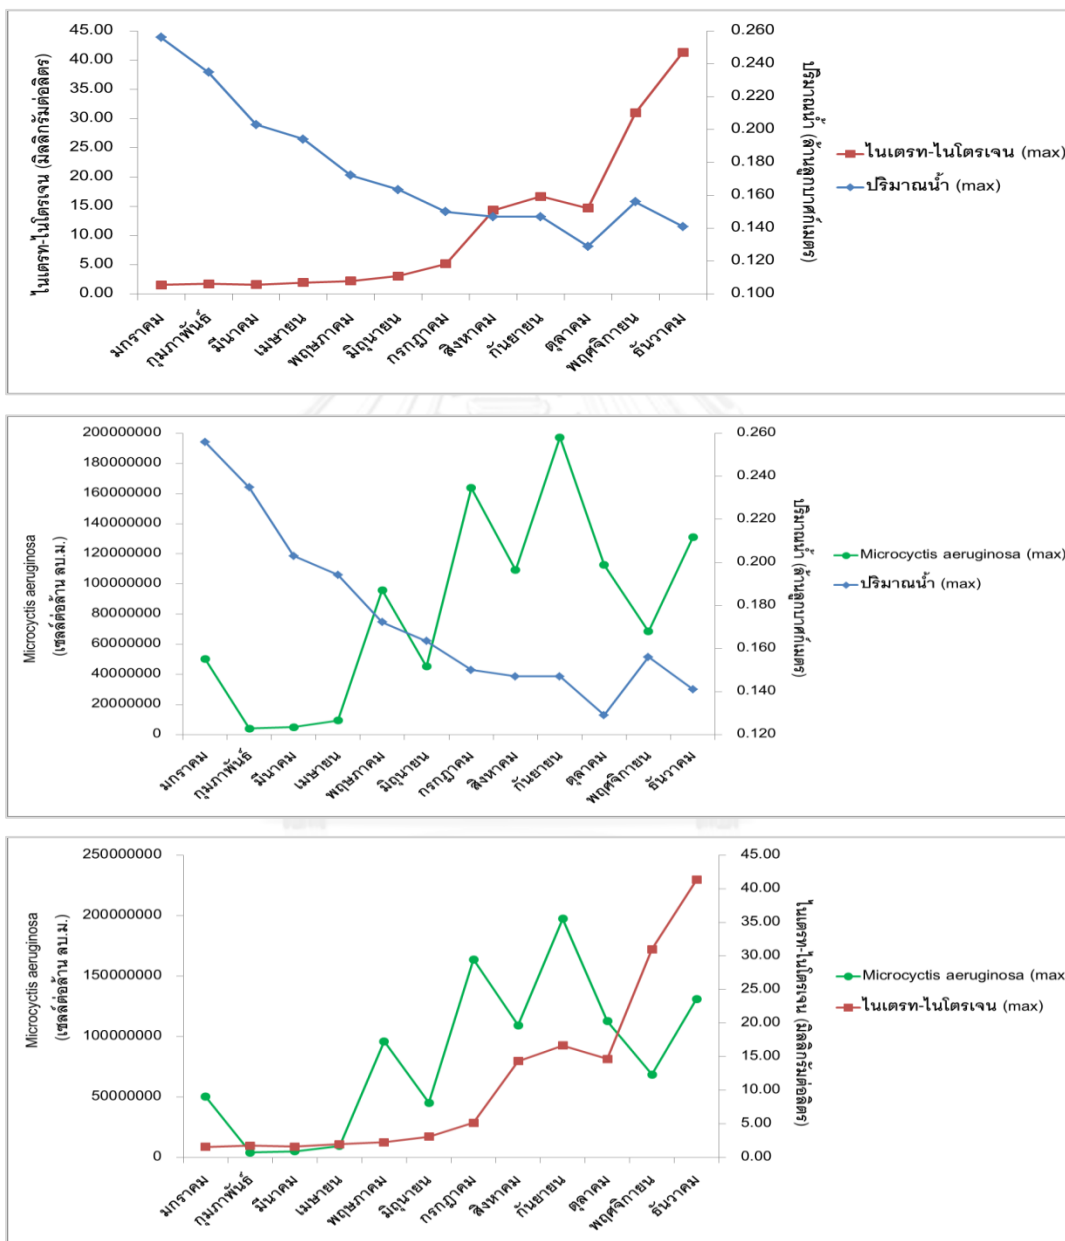 ไนเตรท-ไนโตรเจน (มิลลิกรัมต่อลิตร)
45.00
40.00
35.00
30.00
25.00
20.00
15.00
10.00
5.00
0.00
0.260
0.240
0.220
0.200
0.180
0.160
0.140
0.120
0.100
ปริมาณน้ำ (ล้านลูกบาศก์เมตร)
ไนเตรท-ไนโตรเจน (max)
ปริมาณน้ำ (max)
มกราคม
กุมภาพันธ์
มีนาคม
เมษายน
พฤษภาคม
มิถุนายน
กรกฎาคม
สิงหาคม
กันยายน
ตุลาคม
พฤศจิกายน
ธันวาคม
Microcyctis aeruginosa
(เซลล์ต่อล้าน ลบ.ม.)
200000000
180000000
160000000
140000000
120000000
100000000
80000000
60000000
40000000
20000000
0
0.260
0.240
0.220
0.200
0.180
0.160
0.140
0.120
ปริมาณน้ำ (ล้านลูกบาศก์เมตร)
Microcyctis aeruginosa (max)
ปริมาณน้ำ (max)
มกราคม
กุมภาพันธ์
มีนาคม
เมษายน
พฤษภาคม
มิถุนายน
กรกฎาคม
สิงหาคม
กันยายน
ตุลาคม
พฤศจิกายน
ธันวาคม
Microcyctis aeruginosa
(เซลล์ต่อล้าน ลบ.ม.)
250000000
200000000
150000000
100000000
50000000
0
45.00
40.00
35.00
30.00
25.00
20.00
15.00
10.00
5.00
0.00
ไนเตรท-ไนโตรเจน (มิลลิกรัมต่อลิตร)
Microcyctis aeruginosa (max
ไนเตรท-ไนโตรเจน (max)
มกราคม
กุมภาพันธ์
มีนาคม
เมษายน
พฤษภาคม
มิถุนายน
กรกฎาคม
สิงหาคม
กันยายน
ตุลาคม
พฤศจิกายน
ธันวาคม